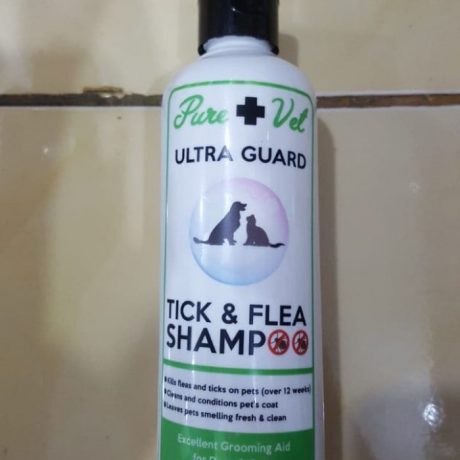 Pure Vet
ULTRA GUARD
TICK & FLEA
SHAMPOO
Kills fleas and ticks on pets (over 12 weeks)
Cleans and conditions pet's coat
Leaves pets smelling fresh & clean
Excellent Grooming Aid
for